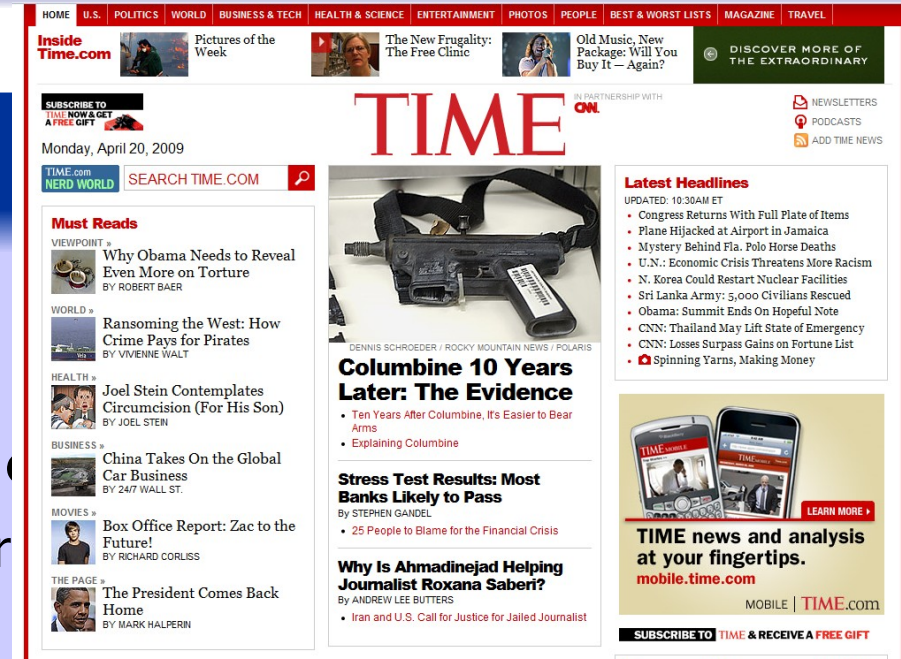 HOME U.S. POLITICS WORLD BUSINESS & TECH HEALTH & SCIENCE ENTERTAINMENT PHOTOS PEOPLE BEST & WORST LISTS MAGAZINE TRAVEL
Inside
Time.com
Pictures of the
Week
The New Frugality:
The Free Clinic
Old Music, New
Package: Will You
Buy It — Again?
DISCOVER MORE OF
THE EXTRAORDINARY
SUBSCRIBE TO
TIME NOW & GET
A FREE GIFT
Monday, April 20, 2009
TIME
IN PARTNERSHIP WITH
CNN.
NEWSLETTERS
PODCASTS
ADD TIME NEWS
TIME.com
NERD WORLD
SEARCH TIME.COM
Must Reads
VIEWPOINT »
Why Obama Needs to Reveal
Even More on Torture
BY ROBERT BAER
WORLD »
Ransoming the West: How
Crime Pays for Pirates
BY VIVIENNE WALT
HEALTH »
Joel Stein Contemplates
Circumcision (For His Son)
BY JOEL STEIN
BUSINESS »
China Takes On the Global
Car Business
BY 24/7 WALL ST.
MOVIES »
Box Office Report: Zac to the
Future!
BY RICHARD CORLISS
THE PAGE »
The President Comes Back
Home
BY MARK HALPERIN
DENNIS SCHROEDER / ROCKY MOUNTAIN NEWS / POLARIS
Columbine 10 Years
Later: The Evidence
• Ten Years After Columbine, It's Easier to Bear
Arms
• Explaining Columbine
Stress Test Results: Most
Banks Likely to Pass
By STEPHEN GANDEL
• 25 People to Blame for the Financial Crisis
Why Is Ahmadinejad Helping
Journalist Roxana Saberi?
By ANDREW LEE BUTTERS
• Iran and U.S. Call for Justice for Jailed Journalist
Latest Headlines
UPDATED: 10:30AM ET
• Congress Returns With Full Plate of Items
• Plane Hijacked at Airport in Jamaica
• Mystery Behind Fla. Polo Horse Deaths
• U.N.: Economic Crisis Threatens More Racism
• N. Korea Could Restart Nuclear Facilities
• Sri Lanka Army: 5,000 Civilians Rescued
• Obama: Summit Ends On Hopeful Note
• CNN: Thailand May Lift State of Emergency
• CNN: Losses Surpass Gains on Fortune List
• Spinning Yarns, Making Money
TIME MOBILE
LEARN MORE
TIME news and analysis
at your fingertips.
mobile.time.com
MOBILE | TIME.com
SUBSCRIBE TO TIME & RECEIVE A FREE GIFT